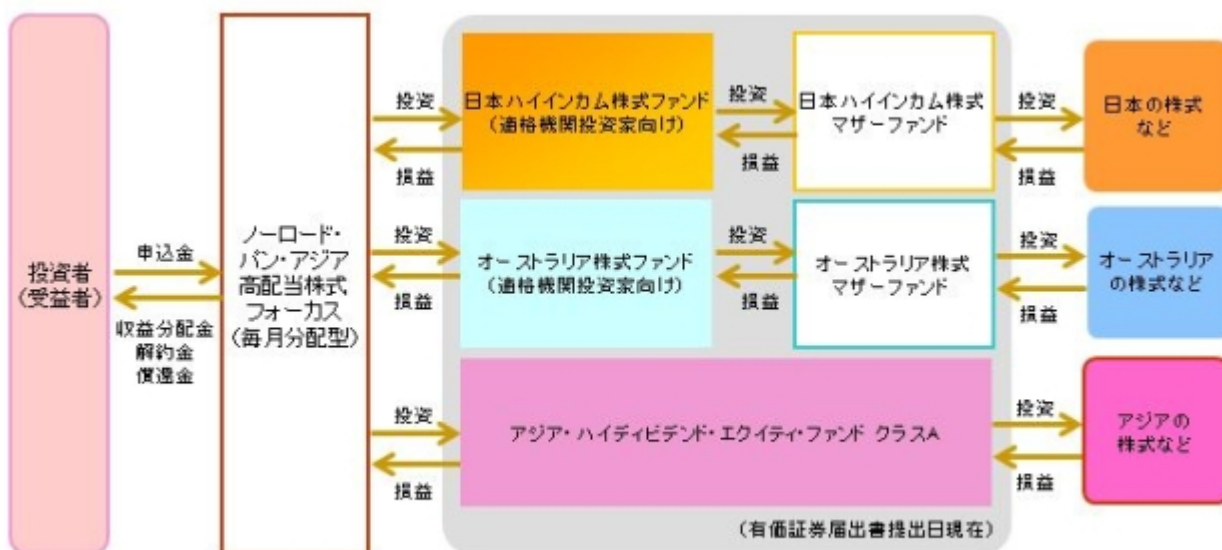 投資者
(受益者)
申込金
収益分配金
解約金
償還金
ノーロード・
パン・アジア
高配当株式
フォーカス
(毎月分配型)
投資
損益
日本ハイインカム株式ファンド
(適格機関投資家向け)
投資
損益
日本ハイインカム株式
マザーファンド
投資
損益
日本の株式
など
投資
損益
オーストラリア株式ファンド
(適格機関投資家向け)
投資
損益
オーストラリア株式
マザーファンド
投資
損益
オーストラリア
の株式など
投資
損益
アジア・ハイディビデンド・エクイティ・ファンド クラスA
投資
損益
アジアの
株式など
(有価証券届出書提出日現在)